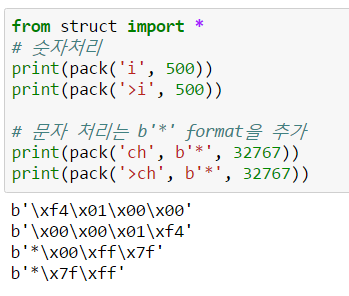 from struct import *
# 숫자처리
print(pack('i', 500))
print(pack('>i', 500))
# 문자 처리는 b'*' format을 추가
print(pack('ch', b'*', 32767))
print(pack('>ch', b'*', 32767))
b'\xf4\x01\x00\x00'
b'\x00\x00\x01\xf4'
b'*\x00\xff\x7f'
b'*\x7f\xff'